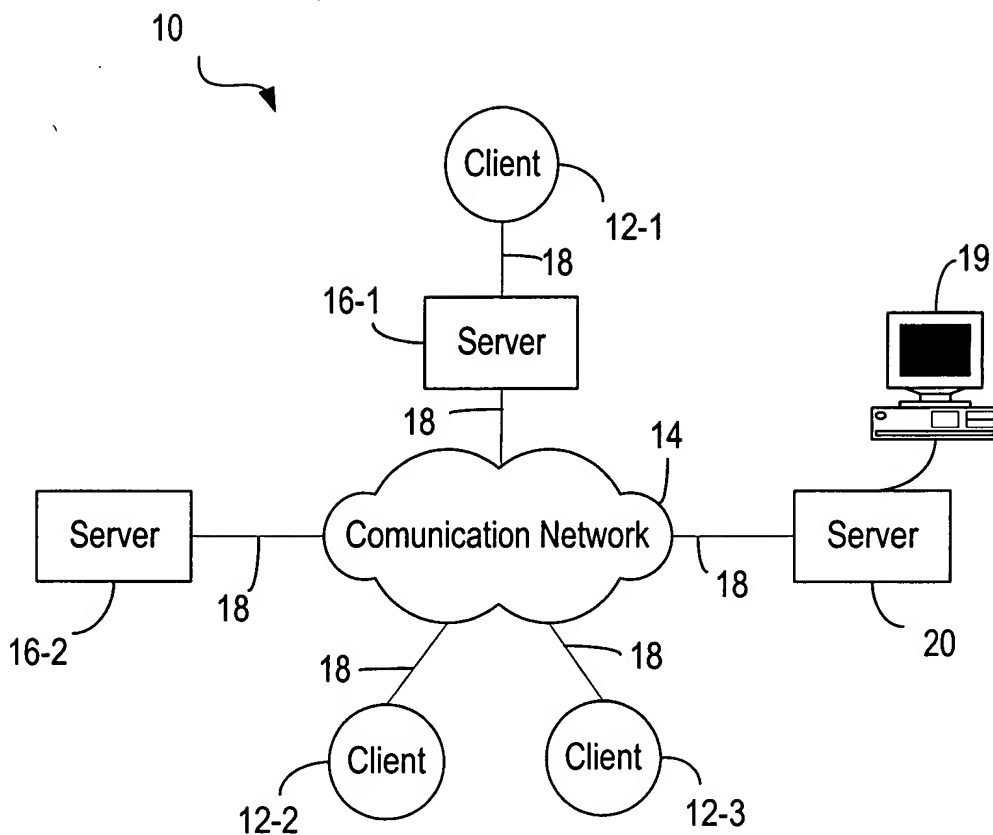 10
Client
12-1
18
19
16-1
Server
18
14
Server
Comunication Network
Server
18
18
16-2
20
18
18
Client
Client
12-2
12-3